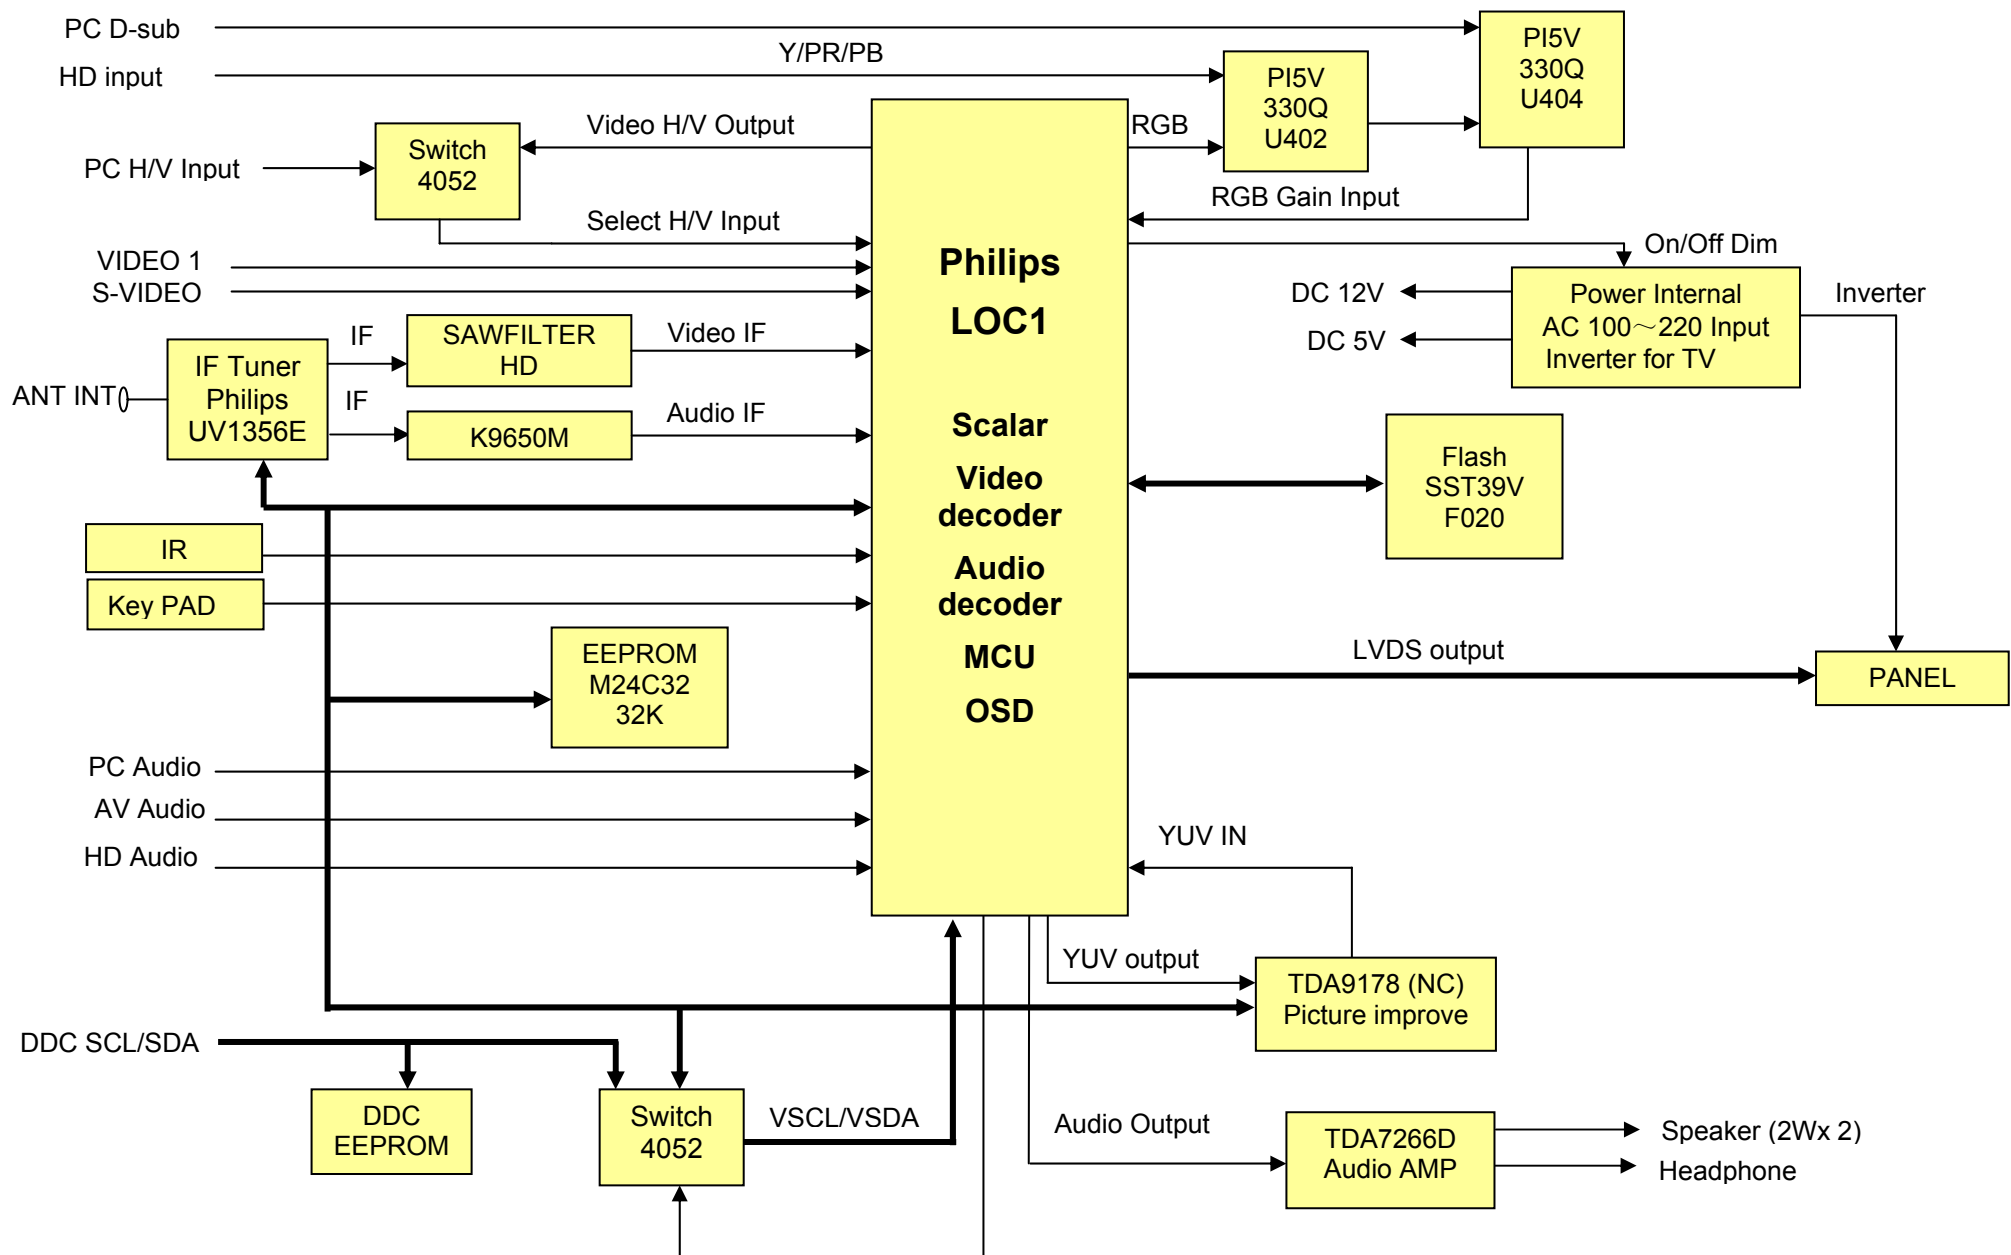 PC D-sub
HD input
Y/PR/PB
PI5V
330Q
U404
PI5V
330Q
U402
Video H/V Output
RGB
Switch
4052
PC H/V Input
RGB Gain Input
Select H/V Input
On/Off Dim
VIDEO 1
S-VIDEO
Philips
LOC1
Scalar
Video
decoder
Audio
decoder
MCU
OSD
DC 12V
DC 5V
Power Internal
AC 100～220 Input
Inverter for TV
Inverter
IF
SAWFILTER
HD
Video IF
ANT INT
IF Tuner
Philips
UV1356E
IF
K9650M
Audio IF
Flash
SST39V
F020
IR
Key PAD
EEPROM
M24C32
32K
LVDS output
PANEL
PC Audio
AV Audio
HD Audio
YUV IN
YUV output
TDA9178 (NC)
Picture improve
DDC SCL/SDA
DDC
EEPROM
Switch
4052
VSCL/VSDA
Audio Output
TDA7266D
Audio AMP
Speaker (2Wx 2)
Headphone